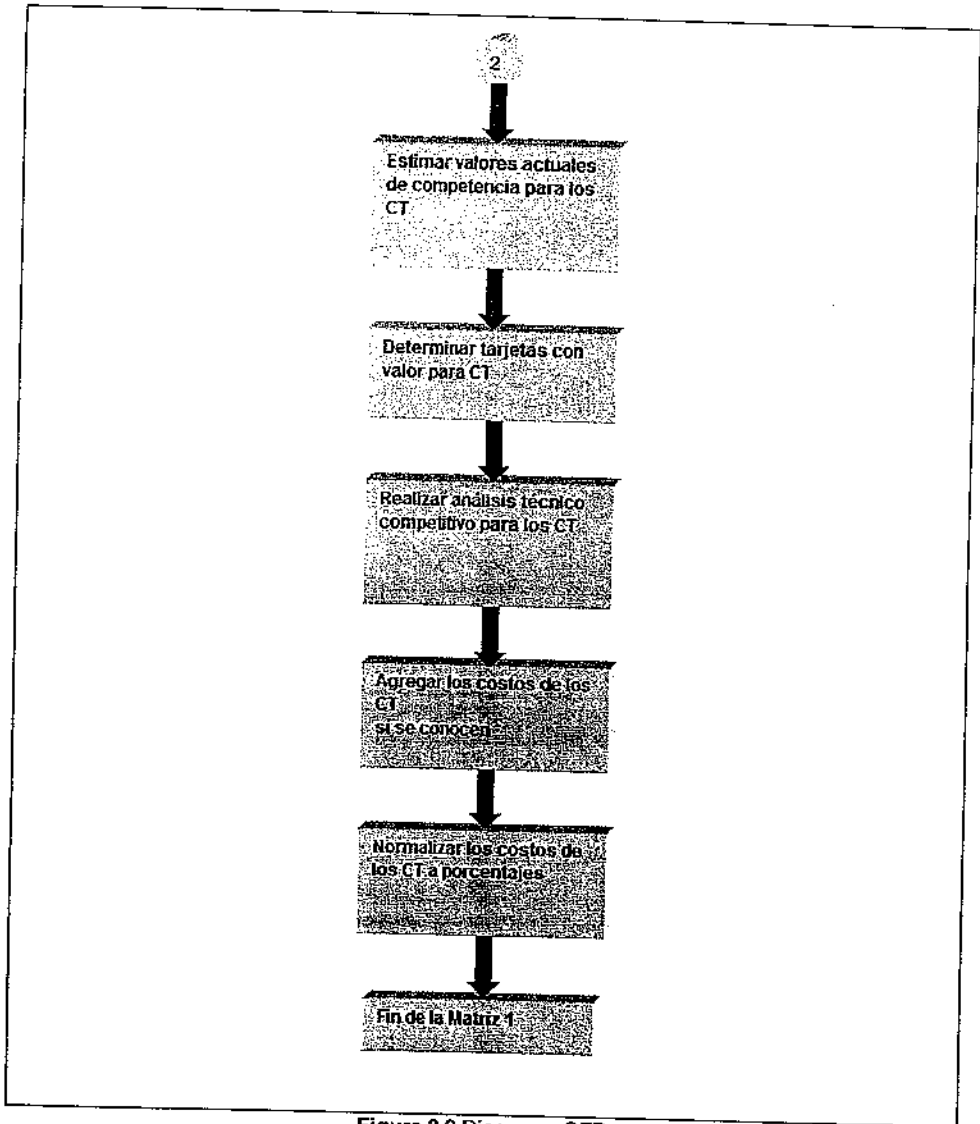 2
Estimar valores actuales
de competencia para los
CT
Determinar tarjetas con
valor para CT
Realizar análisis técnico
competitivo para los CT
Agregar los costos de los
CT
si se conocen
Normalizar los costos de
los CT a porcentajes
Fin de la Matriz 1
Figura